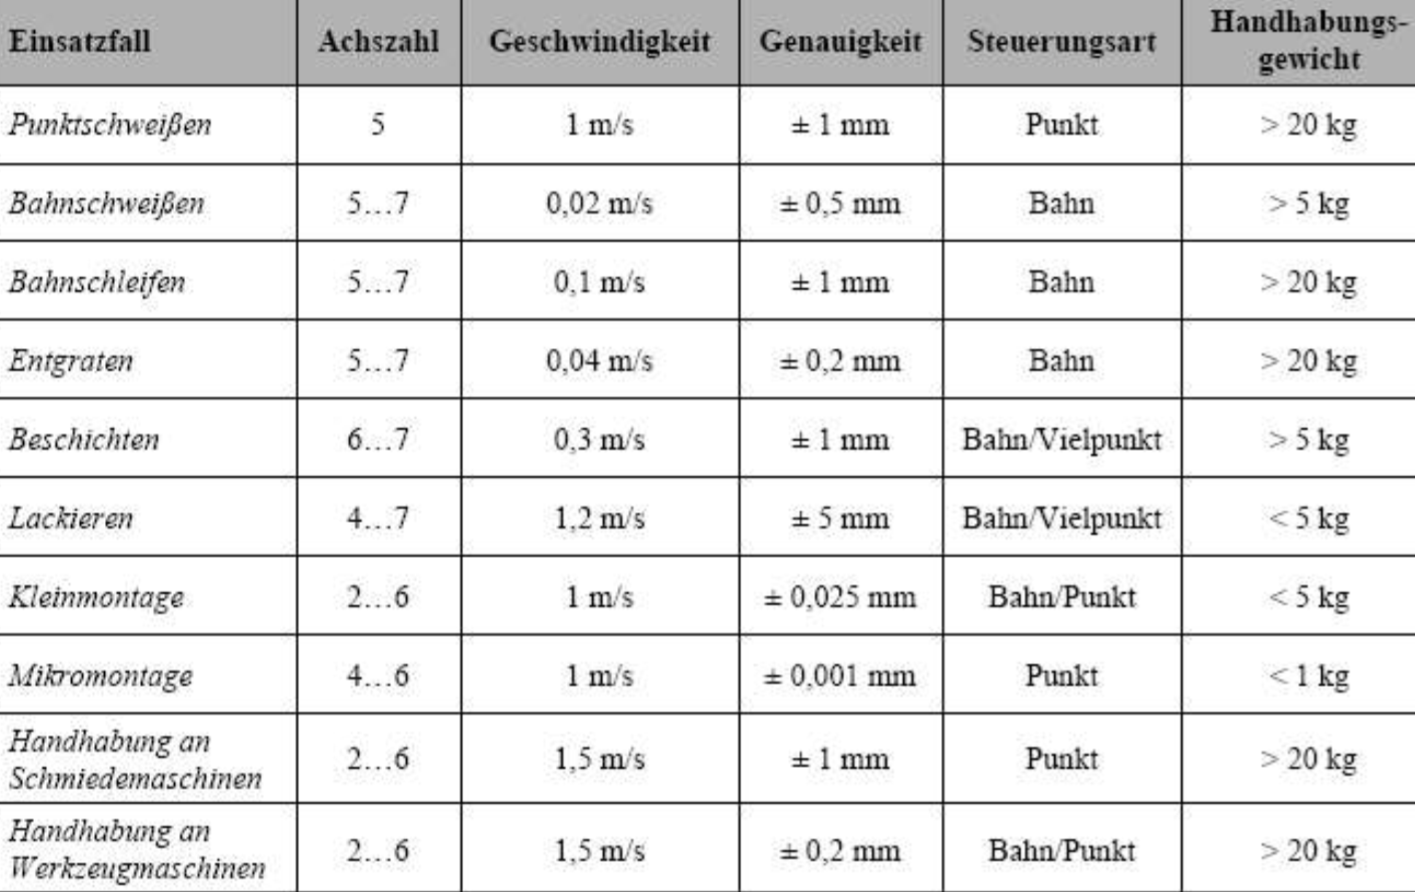 Einsatzfall Achszahl Geschwindigkeit Genauigkeit Steuerungsart Handhabungs-
gewicht
Punktschweißen 5 1 m/s ± 1 mm Punkt > 20 kg
Bahnschweißen 5…7 0,02 m/s ± 0,5 mm Bahn > 5 kg
Bahnschleifen 5…7 0,1 m/s ± 1 mm Bahn > 20 kg
Entgraten 5…7 0,04 m/s ± 0,2 mm Bahn > 20 kg
Beschichten 6…7 0,3 m/s ± 1 mm Bahn/Vielpunkt > 5 kg
Lackieren 4…7 1,2 m/s ± 5 mm Bahn/Vielpunkt < 5 kg
Kleinmontage 2…6 1 m/s ± 0,025 mm Bahn/Punkt < 5 kg
Mikromontage 4…6 1 m/s ± 0,001 mm Punkt < 1 kg
Handhabung an
Schmiedemaschinen 2…6 1,5 m/s ± 1 mm Punkt > 20 kg
Handhabung an
Werkzeugmaschinen 2…6 1,5 m/s ± 0,2 mm Bahn/Punkt > 20 kg